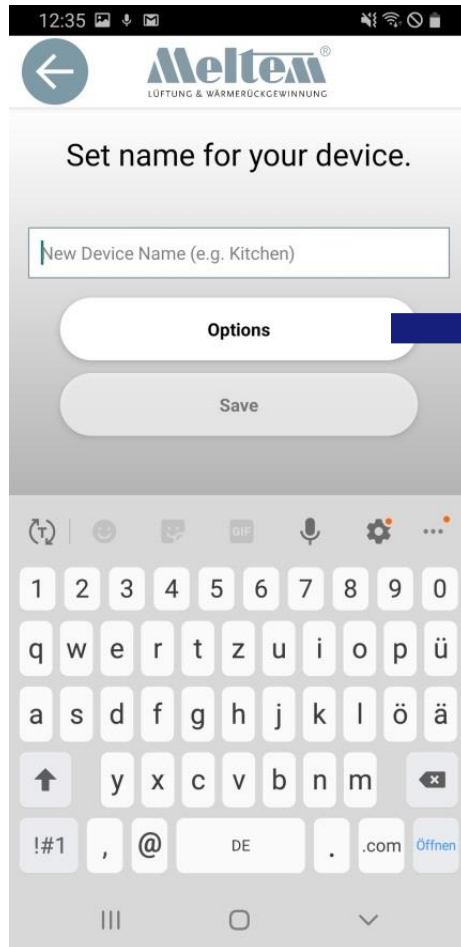 12:35
Meltem®
LÜFTUNG & WÄRMERÜCKGEWINNUNG
Set name for your device.
New Device Name (e.g. Kitchen)
Options
Save
GIF
1 2 3 4 5 6 7 8 9 0
q w e r t z u i o p ü
a s d f g h j k l ö ä
y x c v b n m
!#1 , @ DE . .com Öffnen